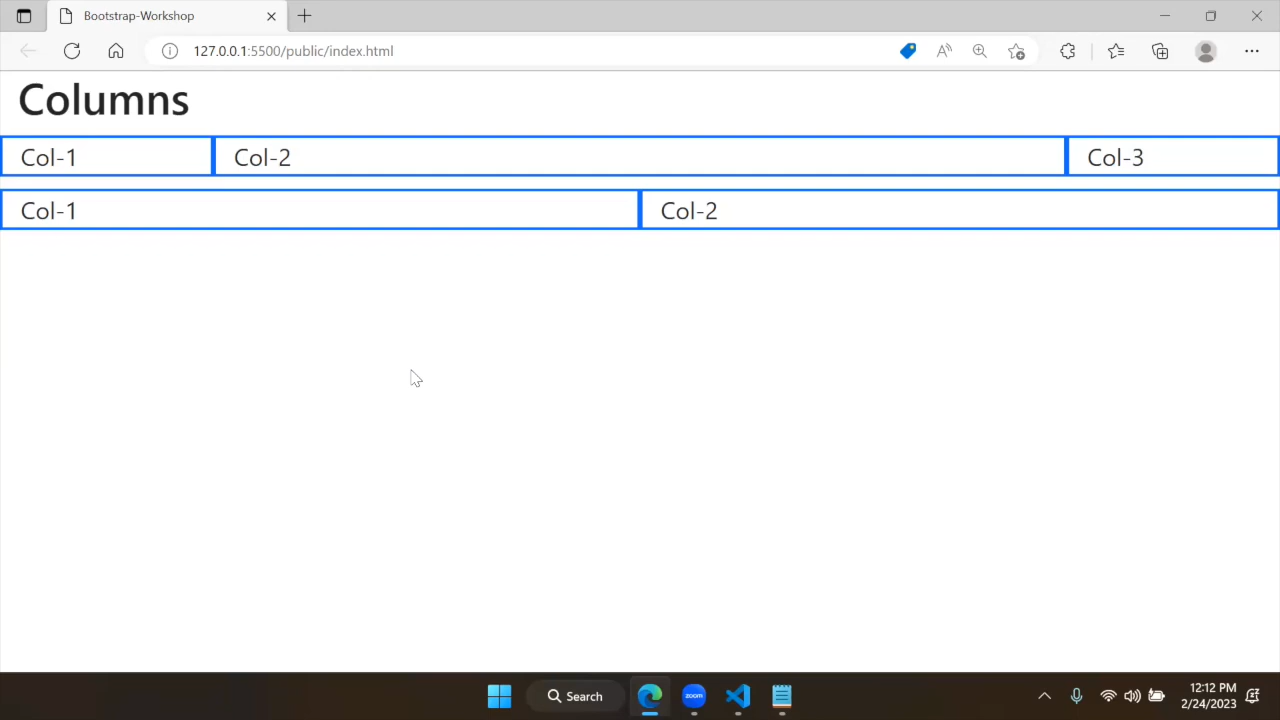 Bootstrap-Workshop
127.0.0.1:5500/public/index.html
Columns
Col-1 Col-2 Col-3
Col-1 Col-2
Search
zoom
12:12 PM
2/24/2023